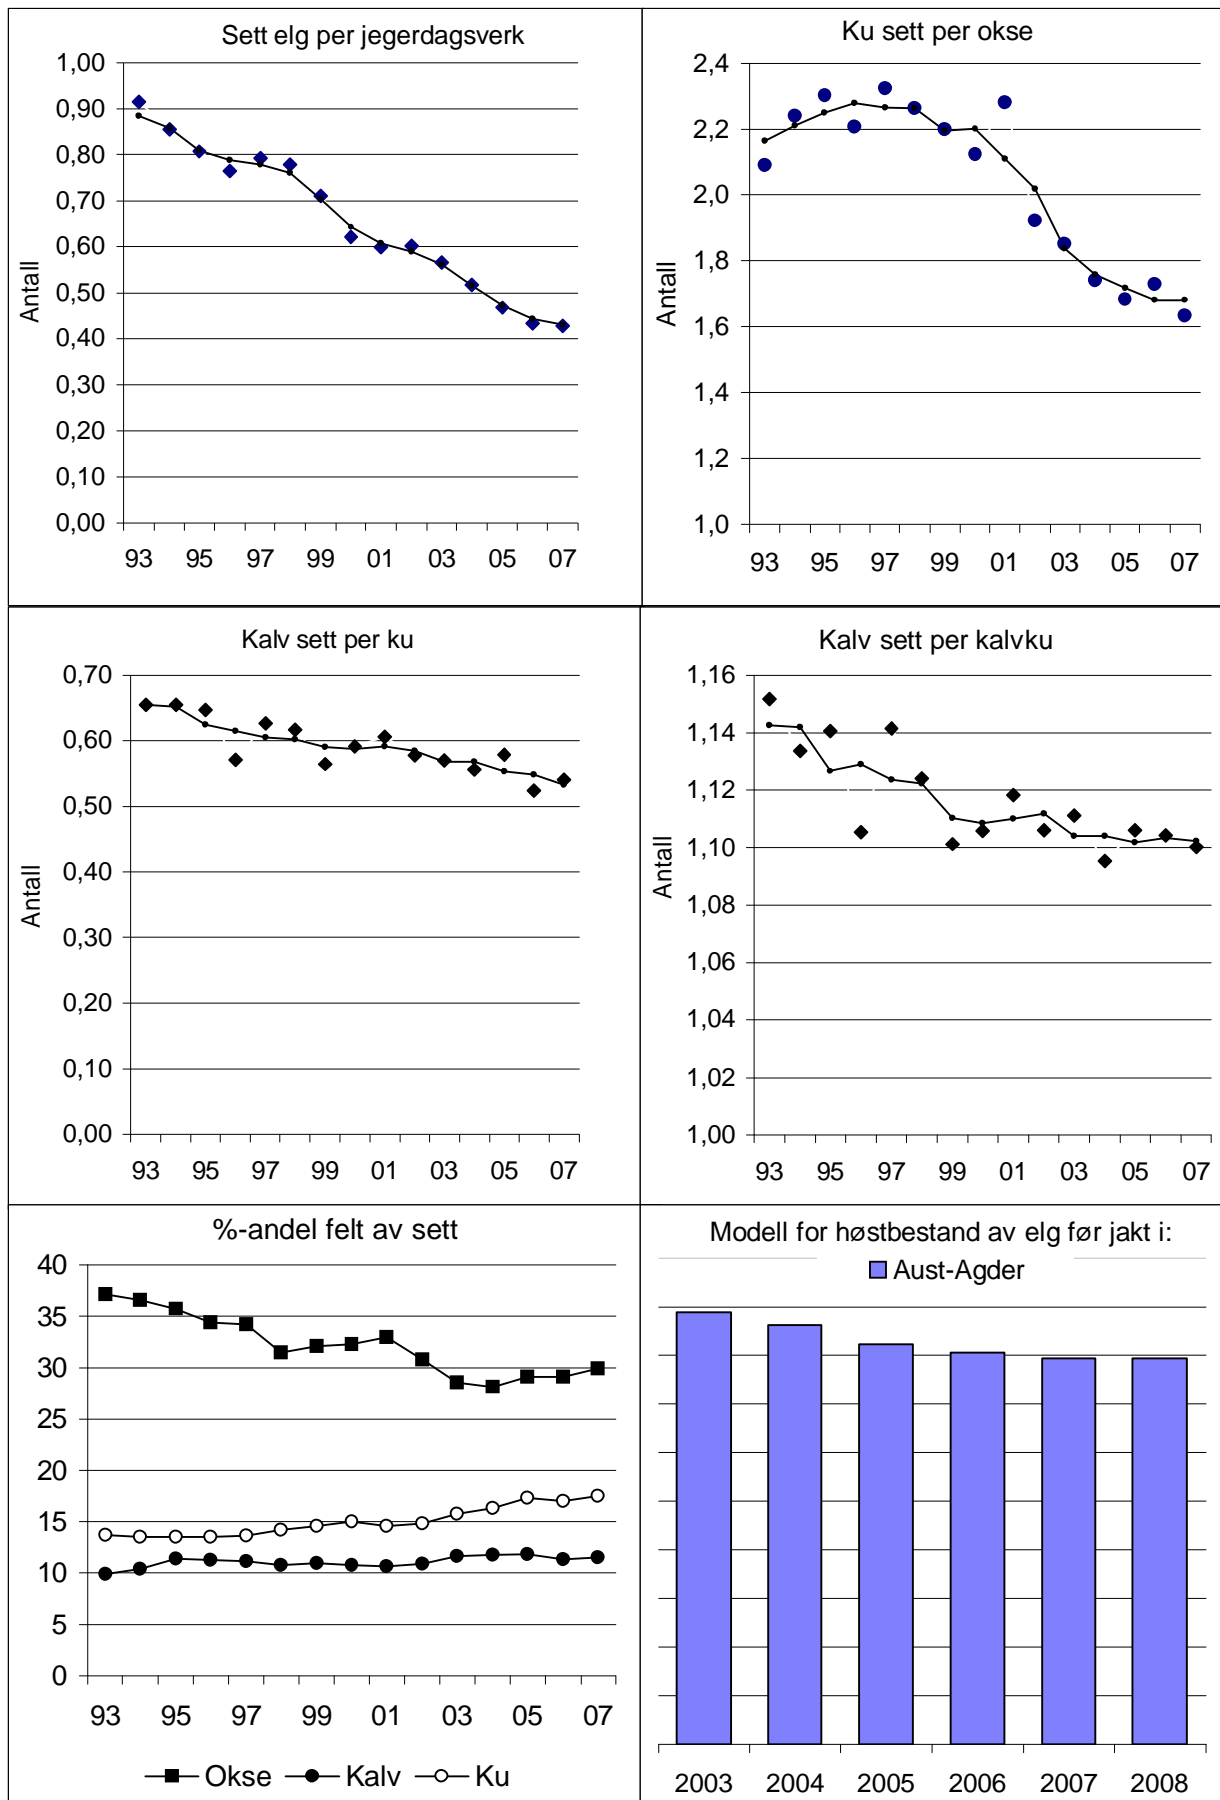 Sett elg per jegerdagsverk
1,00
0,90
0,80
0,70
0,60
0,50
0,40
0,30
0,20
0,10
0,00
Antall
93 95 97 99 01 03 05 07
Ku sett per okse
2,4
2,2
2,0
1,8
1,6
1,4
1,2
1,0
Antall
93 95 97 99 01 03 05 07
Kalv sett per ku
0,70
0,60
0,50
0,40
0,30
0,20
0,10
0,00
Antall
93 95 97 99 01 03 05 07
Kalv sett per kalvku
1,16
1,14
1,12
1,10
1,08
1,06
1,04
1,02
1,00
Antall
93 95 97 99 01 03 05 07
%-andel felt av sett
40
35
30
25
20
15
10
5
0
93 95 97 99 01 03 05 07
Okse Kalv Ku
Modell for høstbestand av elg før jakt i:
Aust-Agder
2003 2004 2005 2006 2007 2008